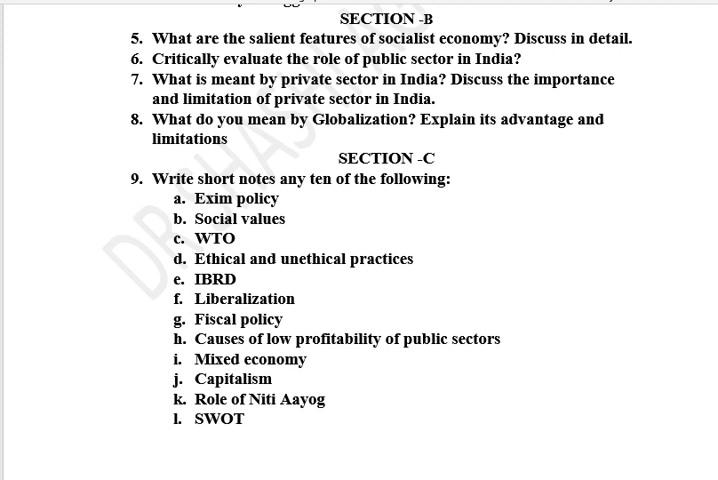 SECTION -B
5. What are the salient features of socialist economy? Discuss in detail.
6. Critically evaluate the role of public sector in India?
7. What is meant by private sector in India? Discuss the importance
and limitation of private sector in India.
8. What do you mean by Globalization? Explain its advantage and
limitations
SECTION -C
9. Write short notes any ten of the following:
a. Exim policy
b. Social values
c. WTO
d. Ethical and unethical practices
e. IBRD
f. Liberalization
g. Fiscal policy
h. Causes of low profitability of public sectors
i. Mixed economy
j. Capitalism
k. Role of Niti Aayog
l. SWOT